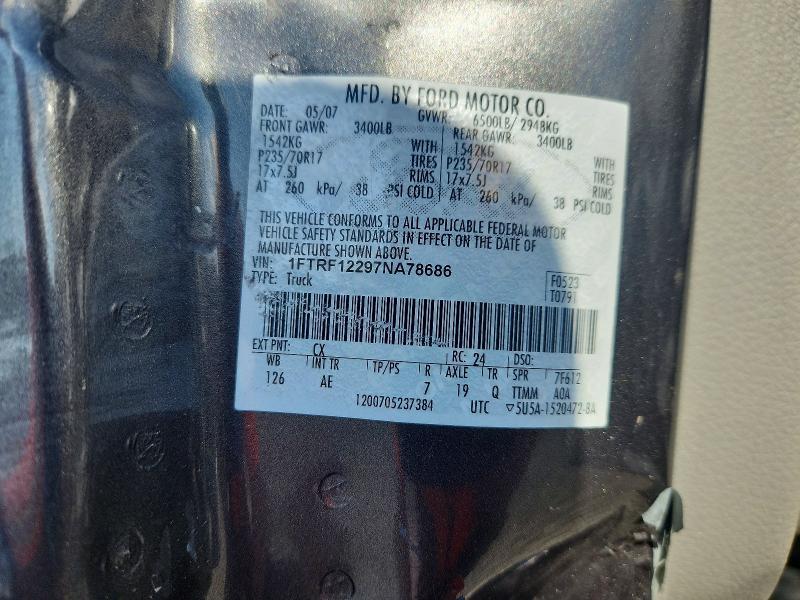 MFD. BY FORD MOTOR CO.
DATE: 05/07 GVWR: 6500LB/ 2948KG
FRONT GAWR: 3400LB REAR GAWR: 3400LB
1542KG WITH 1542KG WITH
P235/70R17 TIRES P235/70R17 TIRES
17x7.5J RIMS 17x7.5J RIMS
AT 260 kPa/ 38 PSI COLD AT 260 kPa/ 38 PSI COLD
THIS VEHICLE CONFORMS TO ALL APPLICABLE FEDERAL MOTOR
VEHICLE SAFETY STANDARDS IN EFFECT ON THE DATE OF
MANUFACTURE SHOWN ABOVE.
VIN: 1FTRF12297NA78686 F0523
TYPE: Truck T0791
EXT PNT: CX RC: 24 DSO:
WB INT TR TP/PS R AXLE TR SPR 7F612
126 AE 7 19 Q TTMM A0A
1200705237384 UTC ▽5U5A-1520472-BA